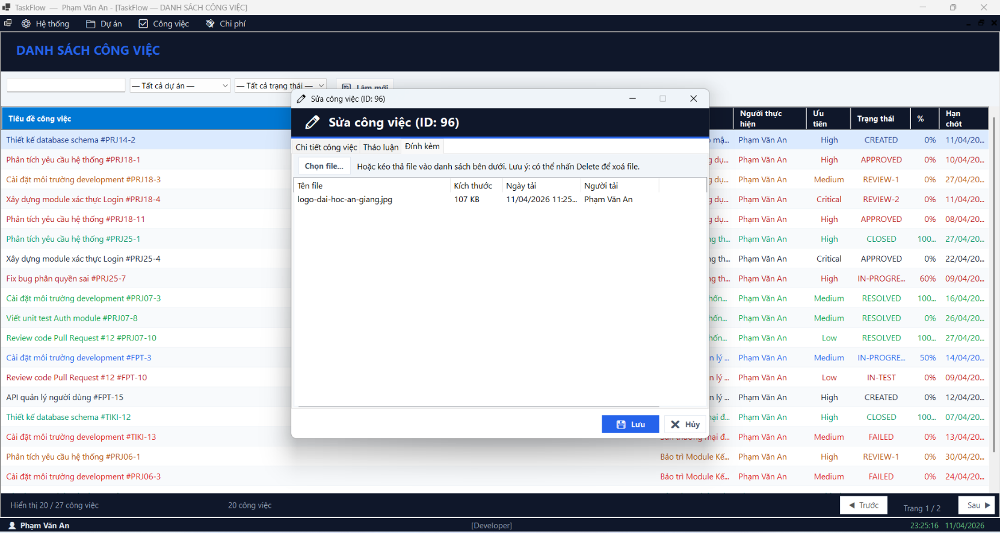 TaskFlow — Phạm Văn An - [TaskFlow — DANH SÁCH CÔNG VIỆC]
Hệ thống Dự án Công việc Chi phí
DANH SÁCH CÔNG VIỆC
— Tất cả dự án — — Tất cả trạng thái — Làm mới
Sửa công việc (ID: 96)
Sửa công việc (ID: 96)
Chi tiết công việc Thảo luận Đính kèm
Chọn file... Hoặc kéo thả file vào danh sách bên dưới. Lưu ý: có thể nhấn Delete để xoá file.
Tên file Kích thước Ngày tải Người tải
logo-dai-hoc-an-giang.jpg 107 KB 11/04/2026 11:25... Phạm Văn An
Lưu Hủy
Tiêu đề công việc Người thực hiện Ưu tiên Trạng thái % Hạn chót
Thiết kế database schema #PRJ14-2 mậ... Phạm Văn An High CREATED 0% 11/04/20...
Phân tích yêu cầu hệ thống #PRJ18-1 g dụ... Phạm Văn An High APPROVED 0% 10/04/20...
Cài đặt môi trường development #PRJ18-3 g dụ... Phạm Văn An Medium REVIEW-1 0% 27/04/20...
Xây dựng module xác thực Login #PRJ18-4 g dụ... Phạm Văn An Critical REVIEW-2 0% 11/04/20...
Phân tích yêu cầu hệ thống #PRJ18-11 g dụ... Phạm Văn An High APPROVED 0% 08/04/20...
Phân tích yêu cầu hệ thống #PRJ25-1 ng th... Phạm Văn An High CLOSED 100... 27/04/20...
Xây dựng module xác thực Login #PRJ25-4 ng th... Phạm Văn An Critical APPROVED 0% 22/04/20...
Fix bug phân quyền sai #PRJ25-7 ng th... Phạm Văn An High IN-PROGRE... 60% 09/04/20...
Cài đặt môi trường development #PRJ07-3 hốn... Phạm Văn An Medium RESOLVED 100... 16/04/20...
Viết unit test Auth module #PRJ07-8 hốn... Phạm Văn An Medium RESOLVED 0% 26/04/20...
Review code Pull Request #12 #PRJ07-10 hốn... Phạm Văn An Low RESOLVED 100... 27/04/20...
Cài đặt môi trường development #FPT-3 n lý ... Phạm Văn An Medium IN-PROGRE... 50% 14/04/20...
Review code Pull Request #12 #FPT-10 n lý ... Phạm Văn An Low IN-TEST 0% 09/04/20...
API quản lý người dùng #FPT-15 n lý ... Phạm Văn An High CREATED 0% 12/04/20...
Thiết kế database schema #TIKI-12 ại đ... Phạm Văn An High CLOSED 100... 07/04/20...
Cài đặt môi trường development #TIKI-13 Sàn thương mại đ... Phạm Văn An Medium FAILED 0% 13/04/20...
Phân tích yêu cầu hệ thống #PRJ06-1 Bảo trì Module Kế... Phạm Văn An High REVIEW-1 0% 30/04/20...
Cài đặt môi trường development #PRJ06-3 Bảo trì Module Kế... Phạm Văn An Medium FAILED 0% 24/04/20...
Hiển thị 20 / 27 công việc 20 công việc Trước Trang 1 / 2 Sau
Phạm Văn An [Developer] 23:25:16 11/04/2026